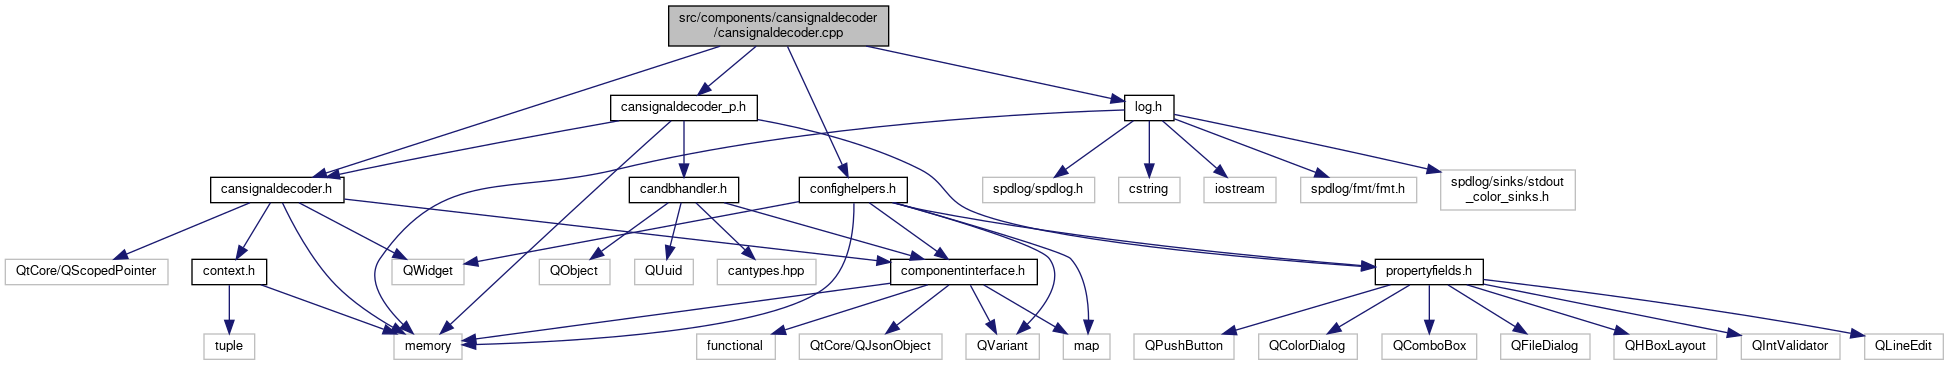 src/components/cansignaldecoder
/cansignaldecoder.cpp
cansignaldecoder_p.h
log.h
cansignaldecoder.h
candbhandler.h
confighelpers.h
spdlog/spdlog.h
cstring
iostream
spdlog/fmt/fmt.h
spdlog/sinks/stdout
_color_sinks.h
QtCore/QScopedPointer
context.h
QWidget
QObject
QUuid
cantypes.hpp
componentinterface.h
propertyfields.h
tuple
memory
functional
QtCore/QJsonObject
QVariant
map
QPushButton
QColorDialog
QComboBox
QFileDialog
QHBoxLayout
QIntValidator
QLineEdit